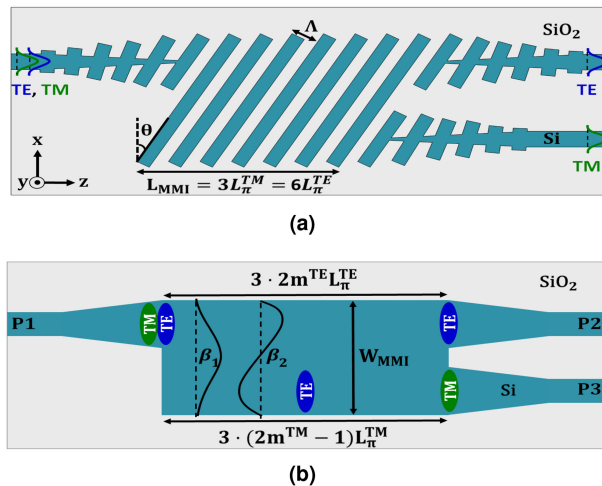 Λ
SiO₂
TE, TM
TE
θ
x
y z
Si
TM
L_MMI = 3L_π^TM = 6L_π^TE
(a)
3 · 2m^TE L_π^TE
SiO₂
P1
TM TE
β₁
β₂
W_MMI
TE
P2
TE
TM
Si
P3
3 · (2m^TM − 1)L_π^TM
(b)